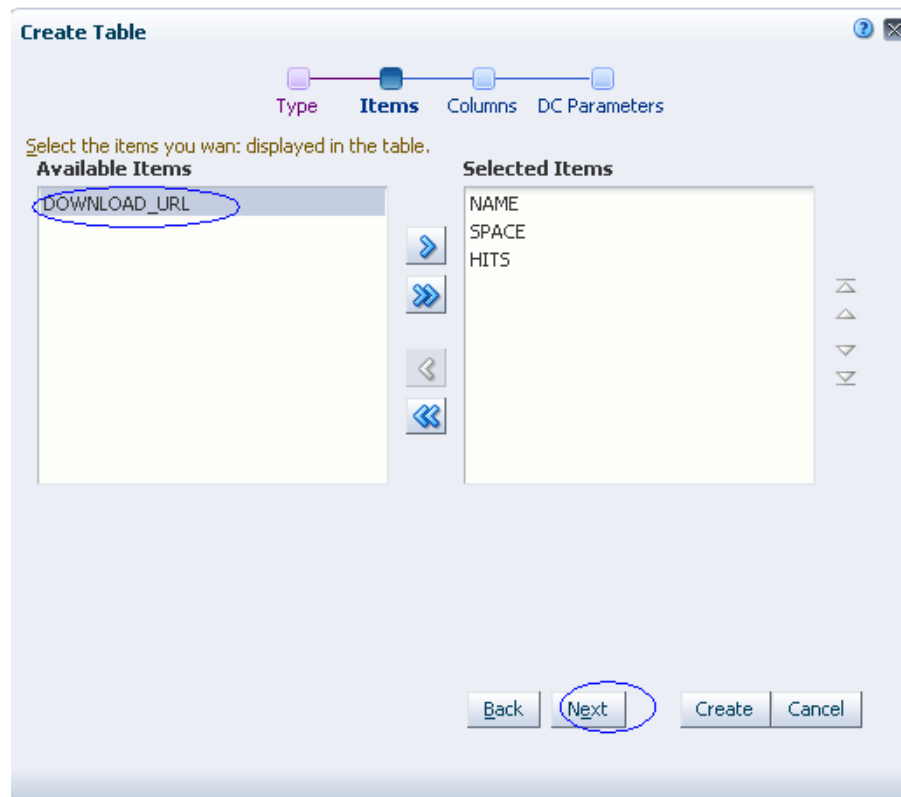 Create Table
Type Items Columns DC Parameters
Select the items you wan: displayed in the table.
Available Items
DOWNLOAD_URL
Selected Items
NAME
SPACE
HITS
Back Next Create Cancel